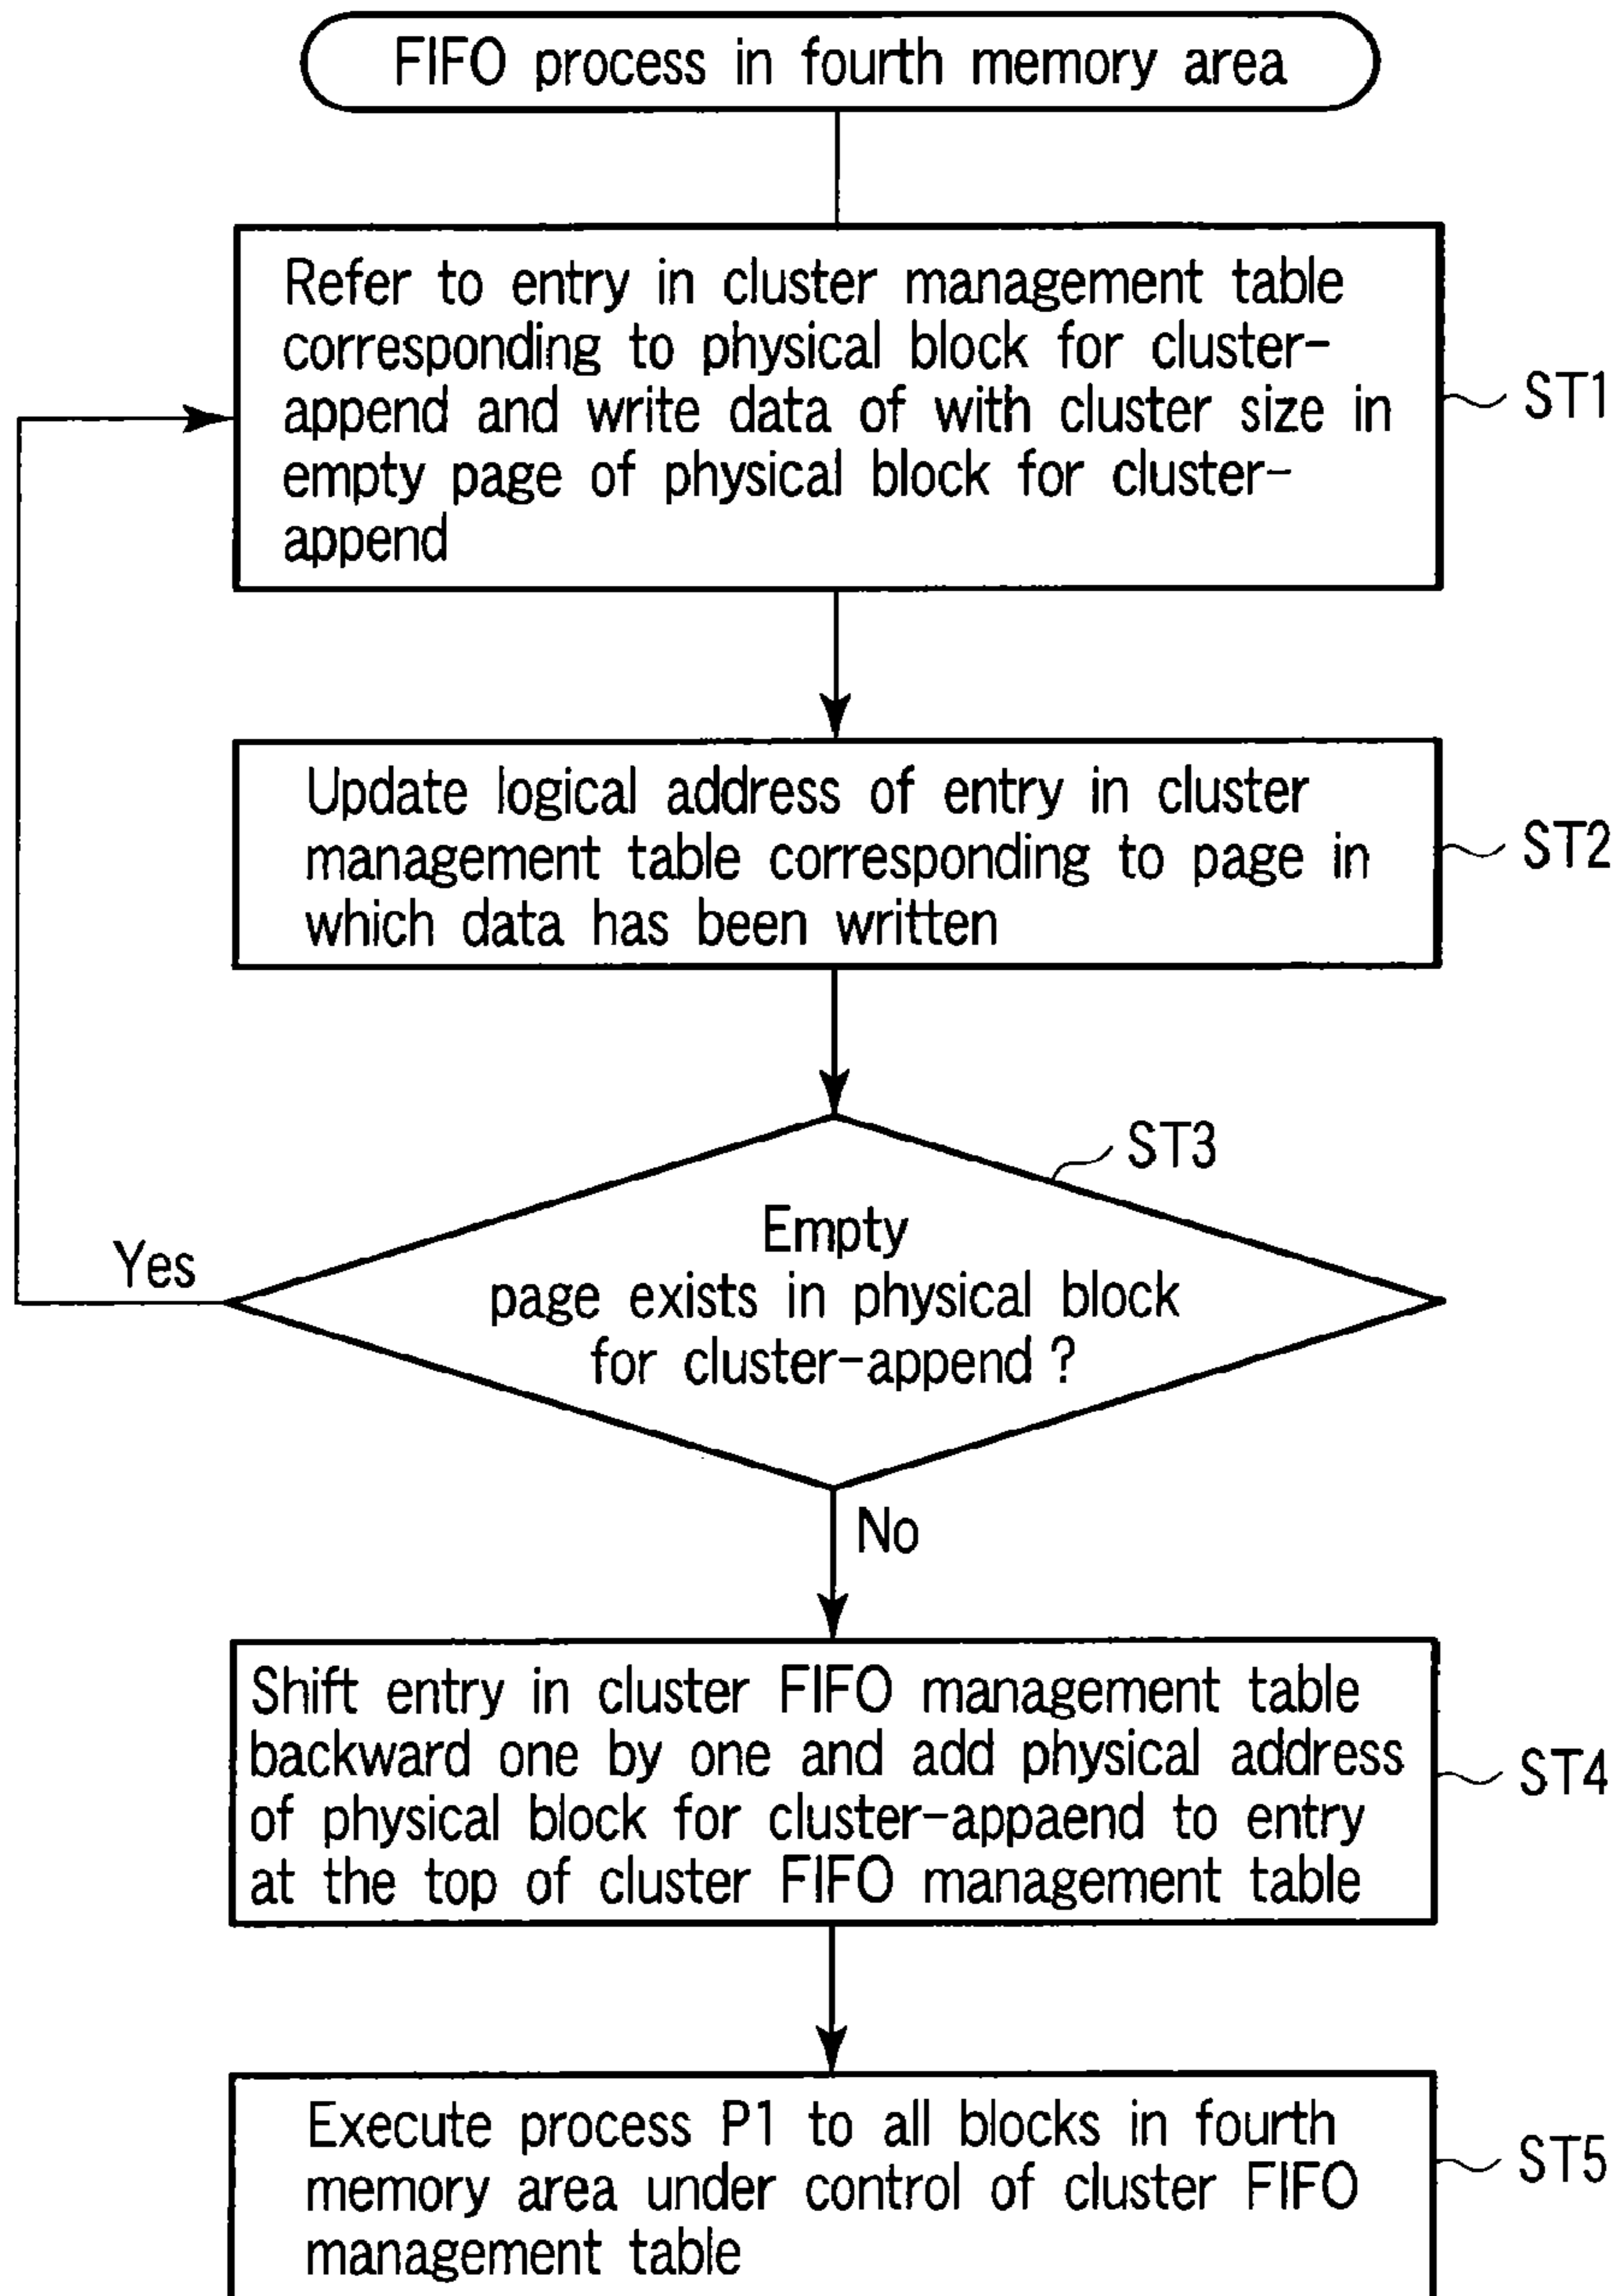 FIFO process in fourth memory area
Refer to entry in cluster management table
corresponding to physical block for cluster-
append and write data of with cluster size in
empty page of physical block for cluster-
append
ST1
Update logical address of entry in cluster
management table corresponding to page in
which data has been written
ST2
ST3
Empty
page exists in physical block
for cluster-append ?
Yes
No
Shift entry in cluster FIFO management table
backward one by one and add physical address
of physical block for cluster-appaend to entry
at the top of cluster FIFO management table
ST4
Execute process P1 to all blocks in fourth
memory area under control of cluster FIFO
management table
ST5